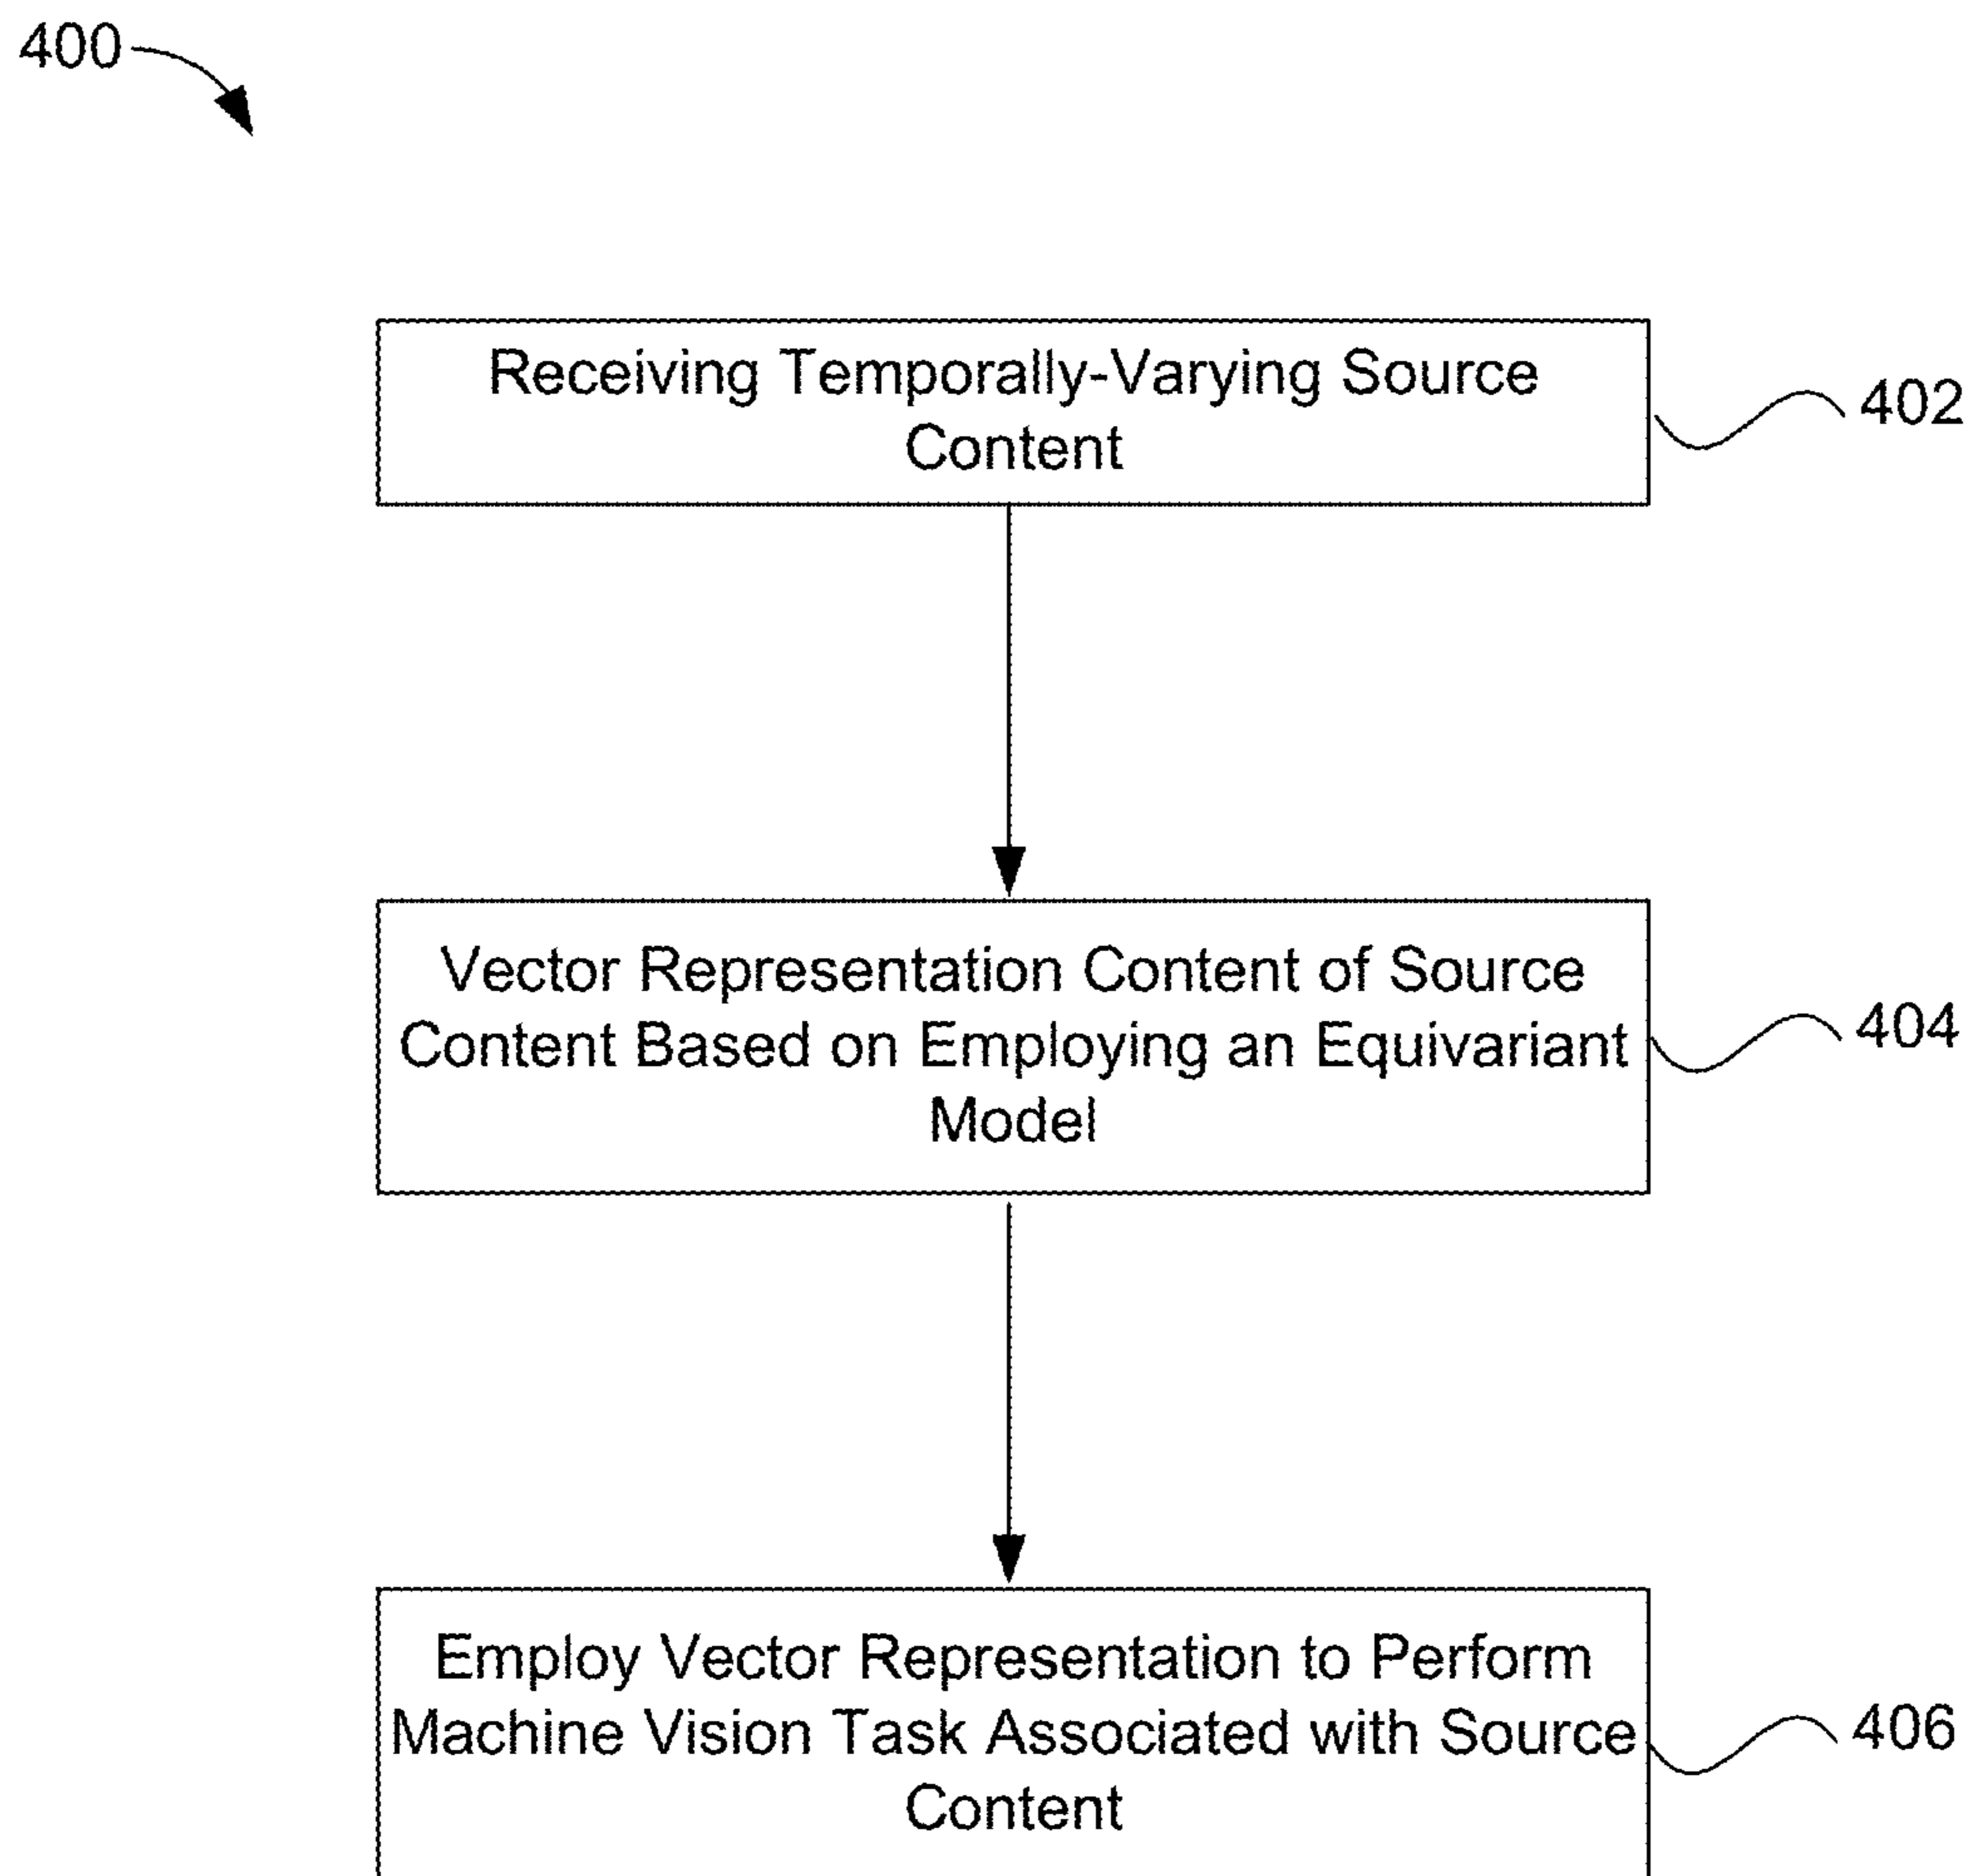 400
Receiving Temporally-Varying Source
Content
402
Vector Representation Content of Source
Content Based on Employing an Equivariant
Model
404
Employ Vector Representation to Perform
Machine Vision Task Associated with Source
Content
406